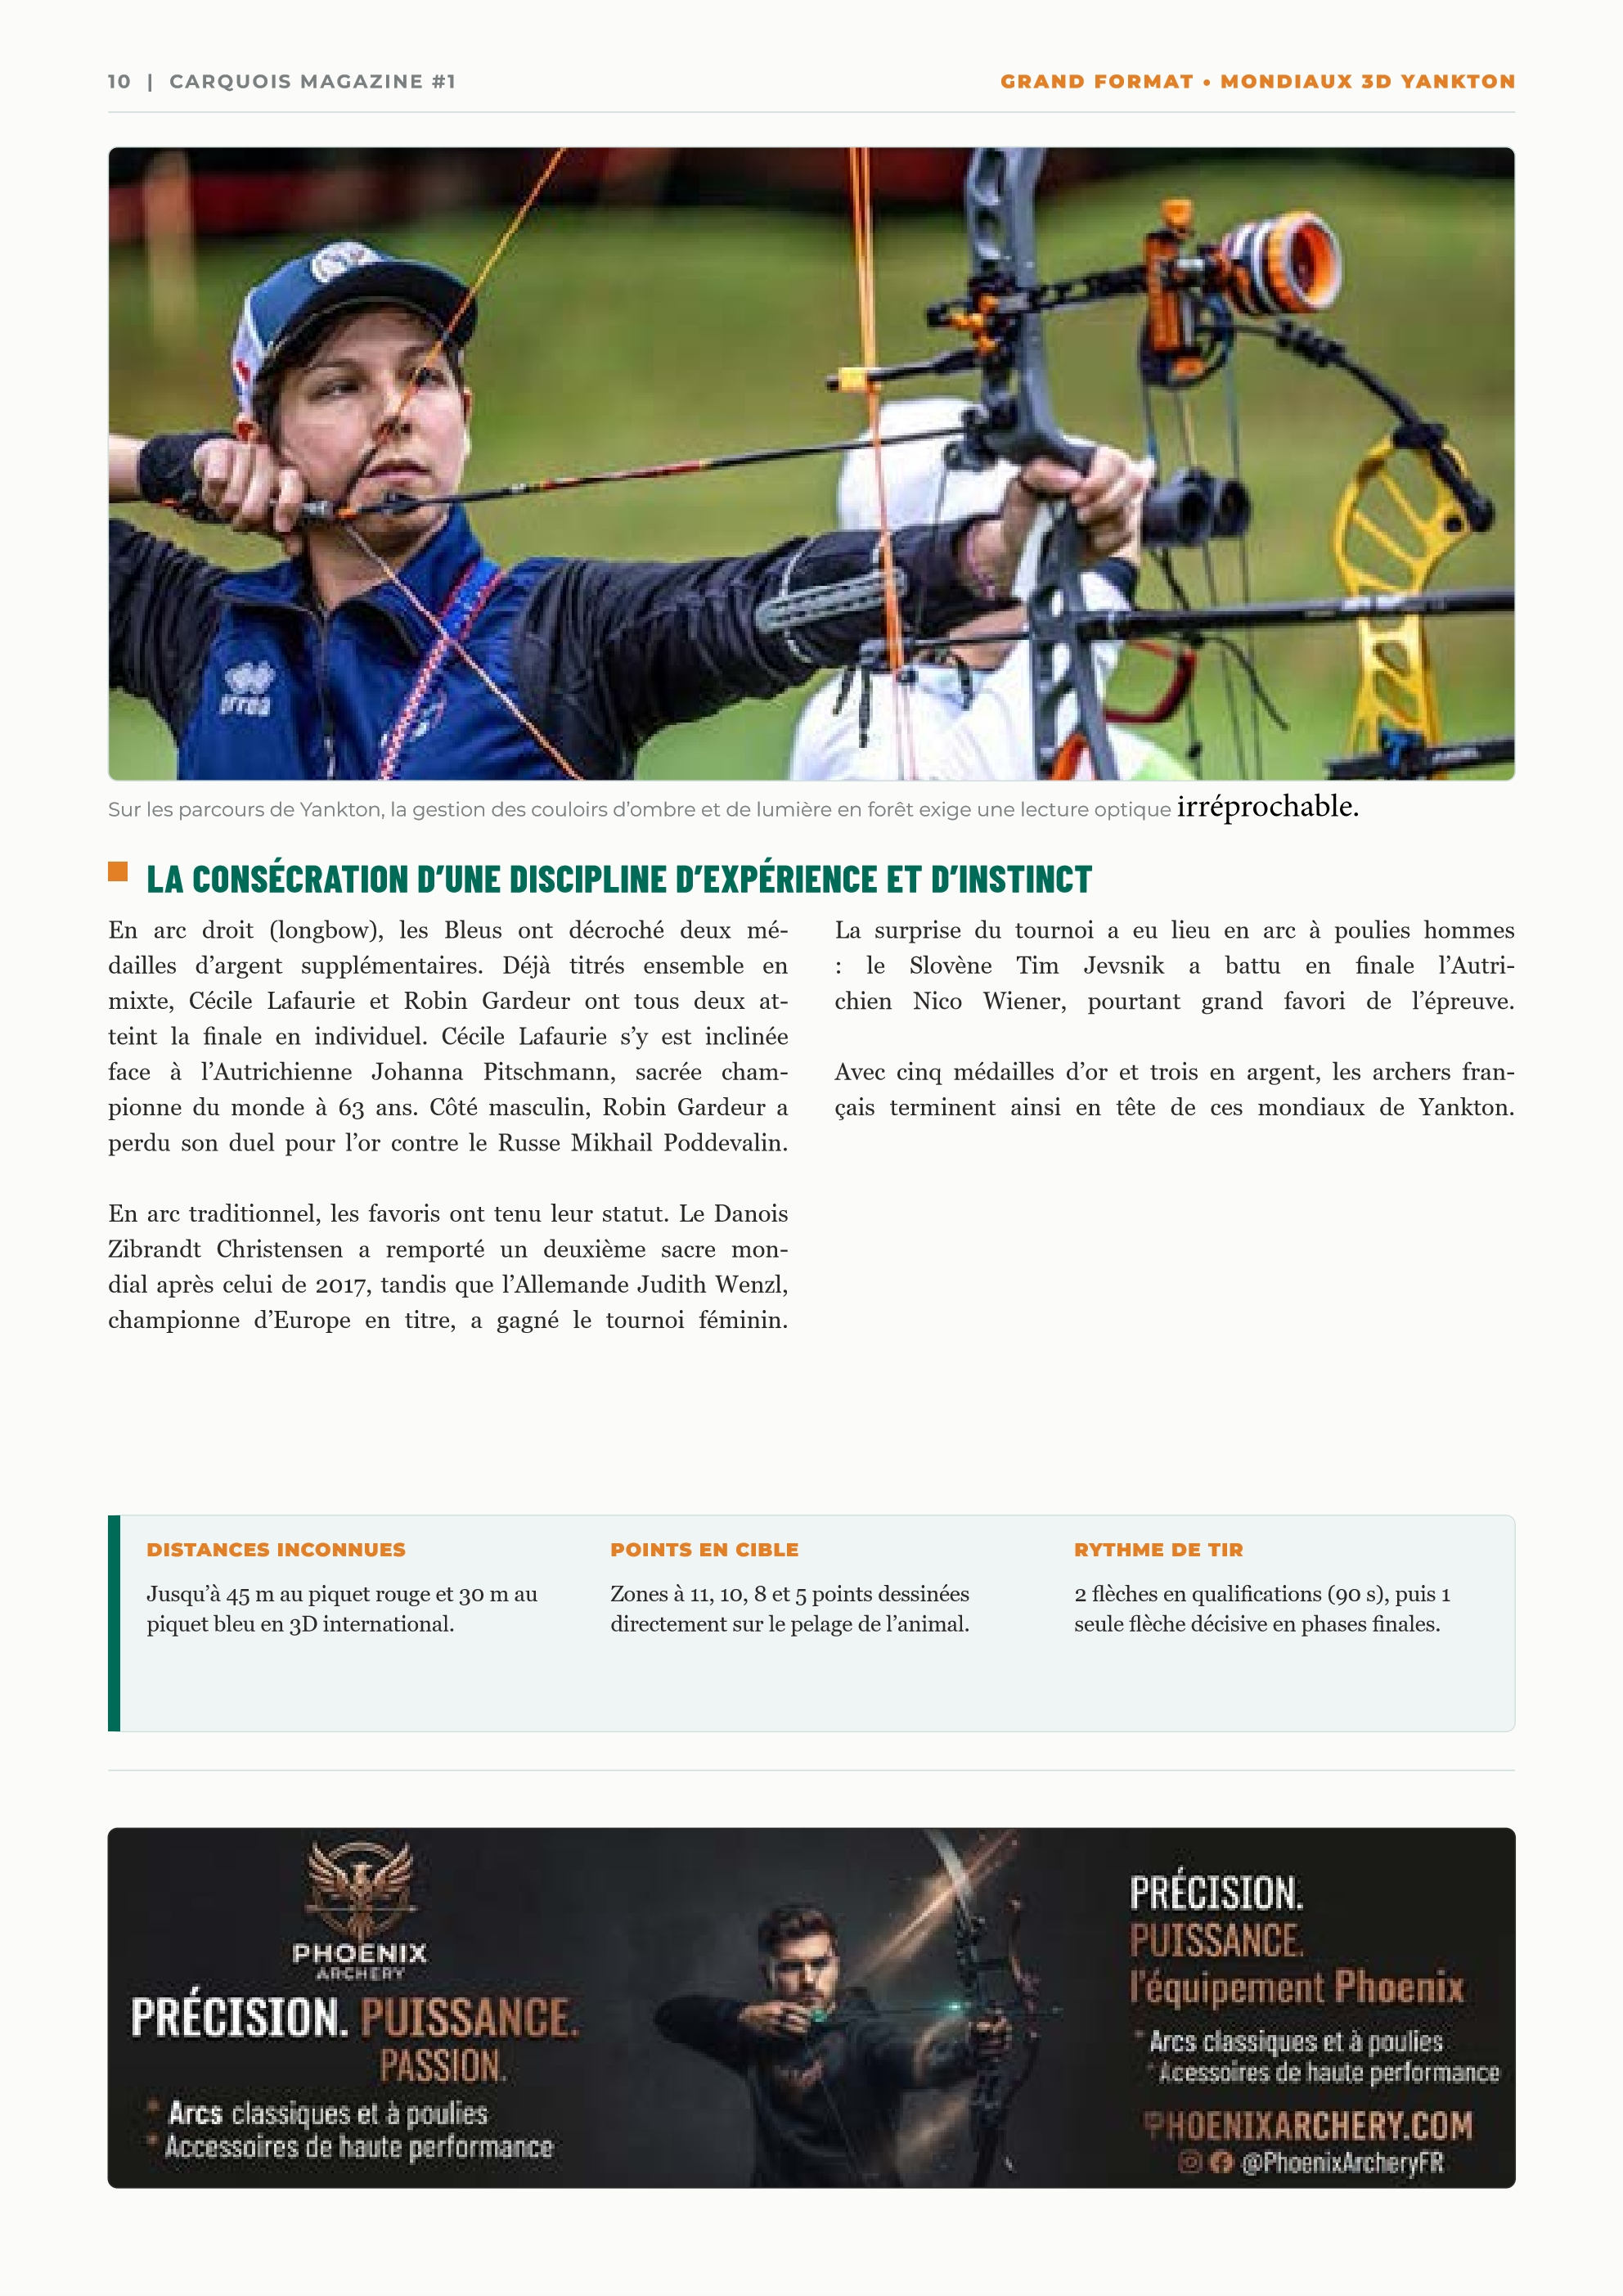 10 | CARQUOIS MAGAZINE #1
GRAND FORMAT • MONDIAUX 3D YANKTON
errea
Sur les parcours de Yankton, la gestion des couloirs d’ombre et de lumière en forêt exige une lecture optique irréprochable.
LA CONSÉCRATION D’UNE DISCIPLINE D’EXPÉRIENCE ET D’INSTINCT
En arc droit (longbow), les Bleus ont décroché deux mé-
dailles d’argent supplémentaires. Déjà titrés ensemble en
mixte, Cécile Lafaurie et Robin Gardeur ont tous deux at-
teint la finale en individuel. Cécile Lafaurie s’y est inclinée
face à l’Autrichienne Johanna Pitschmann, sacrée cham-
pionne du monde à 63 ans. Côté masculin, Robin Gardeur a
perdu son duel pour l’or contre le Russe Mikhail Poddevalin.
En arc traditionnel, les favoris ont tenu leur statut. Le Danois
Zibrandt Christensen a remporté un deuxième sacre mon-
dial après celui de 2017, tandis que l’Allemande Judith Wenzl,
championne d’Europe en titre, a gagné le tournoi féminin.
La surprise du tournoi a eu lieu en arc à poulies hommes
: le Slovène Tim Jevsnik a battu en finale l’Autri-
chien Nico Wiener, pourtant grand favori de l’épreuve.
Avec cinq médailles d’or et trois en argent, les archers fran-
çais terminent ainsi en tête de ces mondiaux de Yankton.
DISTANCES INCONNUES
Jusqu’à 45 m au piquet rouge et 30 m au
piquet bleu en 3D international.
POINTS EN CIBLE
Zones à 11, 10, 8 et 5 points dessinées
directement sur le pelage de l’animal.
RYTHME DE TIR
2 flèches en qualifications (90 s), puis 1
seule flèche décisive en phases finales.
PHOENIX
ARCHERY
PRÉCISION. PUISSANCE.
PASSION.
* Arcs classiques et à poulies
* Accessoires de haute performance
PRÉCISION.
PUISSANCE.
l’équipement Phoenix
* Arcs classiques et à poulies
* Acessoires de haute performance
PHOENIXARCHERY.COM
@PhoenixArcheryFR